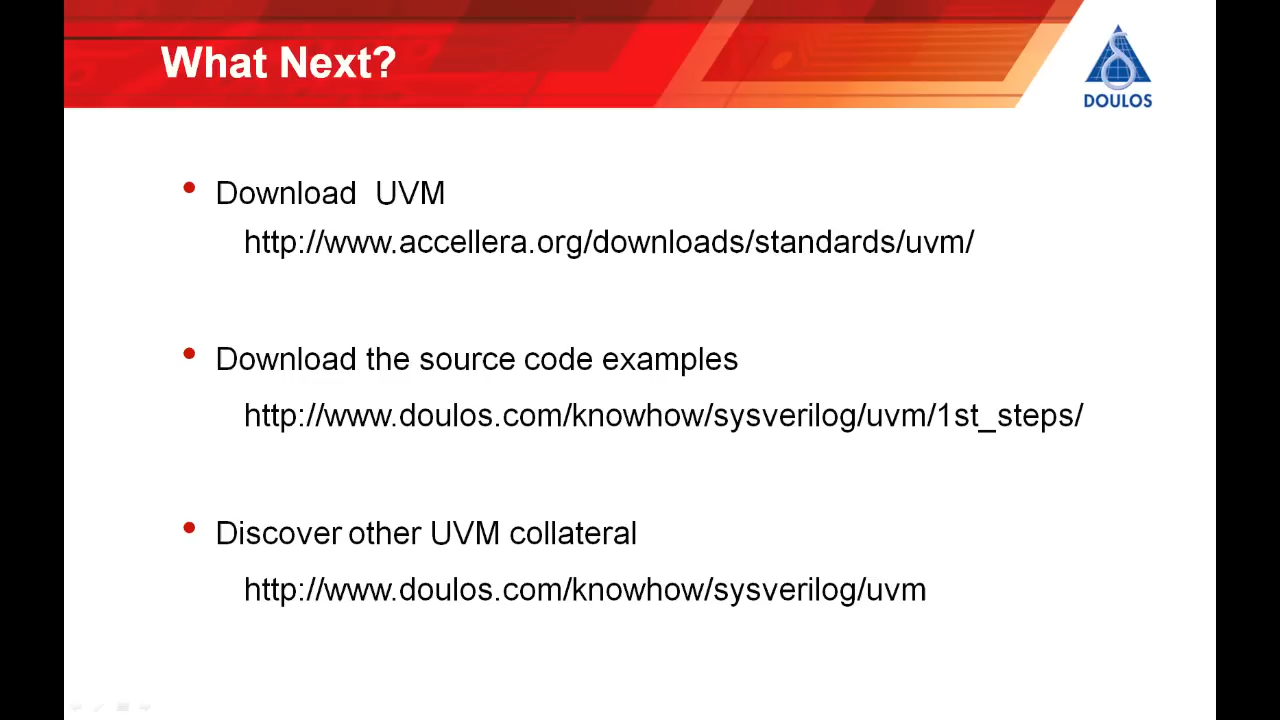 What Next?
DOULOS
Download UVM
http://www.accellera.org/downloads/standards/uvm/
Download the source code examples
http://www.doulos.com/knowhow/sysverilog/uvm/1st_steps/
Discover other UVM collateral
http://www.doulos.com/knowhow/sysverilog/uvm